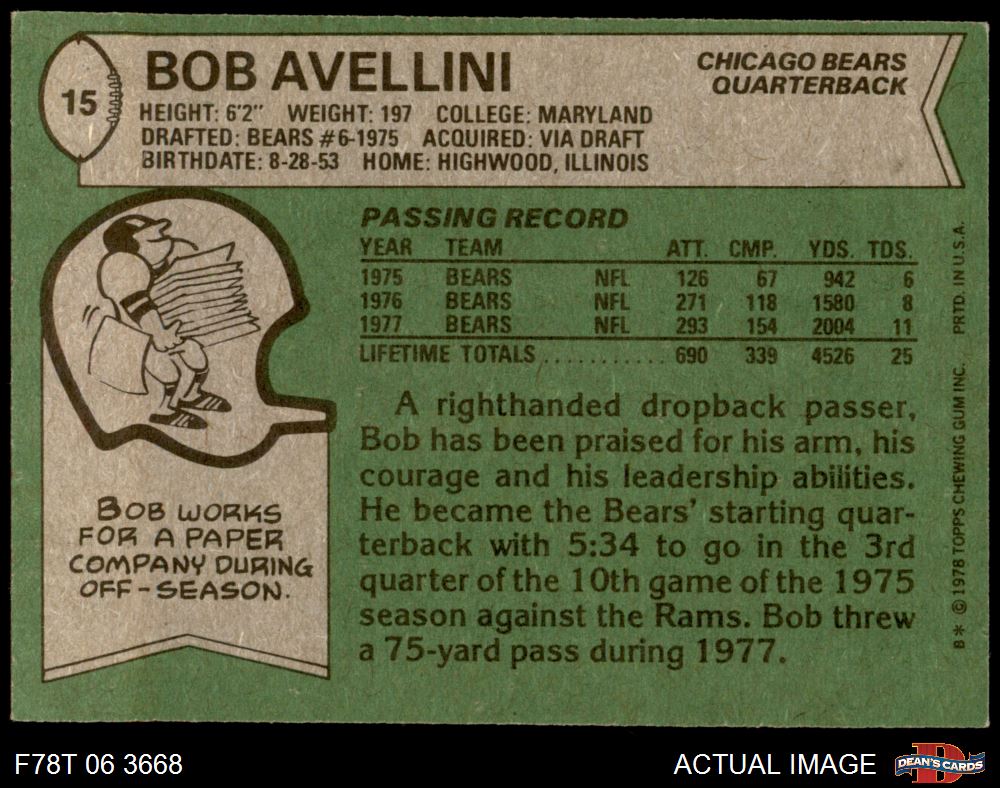 15
BOB AVELLINI
CHICAGO BEARS
QUARTERBACK
HEIGHT: 6'2" WEIGHT: 197 COLLEGE: MARYLAND
DRAFTED: BEARS #6-1975 ACQUIRED: VIA DRAFT
BIRTHDATE: 8-28-53 HOME: HIGHWOOD, ILLINOIS
PASSING RECORD
YEAR TEAM ATT. CMP. YDS. TDS.
1975 BEARS NFL 126 67 942 6
1976 BEARS NFL 271 118 1580 8
1977 BEARS NFL 293 154 2004 11
LIFETIME TOTALS .......... 690 339 4526 25
A righthanded dropback passer,
Bob has been praised for his arm, his
courage and his leadership abilities.
He became the Bears' starting quar-
terback with 5:34 to go in the 3rd
quarter of the 10th game of the 1975
season against the Rams. Bob threw
a 75-yard pass during 1977.
BOB WORKS
FOR A PAPER
COMPANY DURING
OFF-SEASON.
B* © 1978 TOPPS CHEWING GUM INC. PRTD. IN U.S.A.
F78T 06 3668
ACTUAL IMAGE
D
DEAN'S CARDS